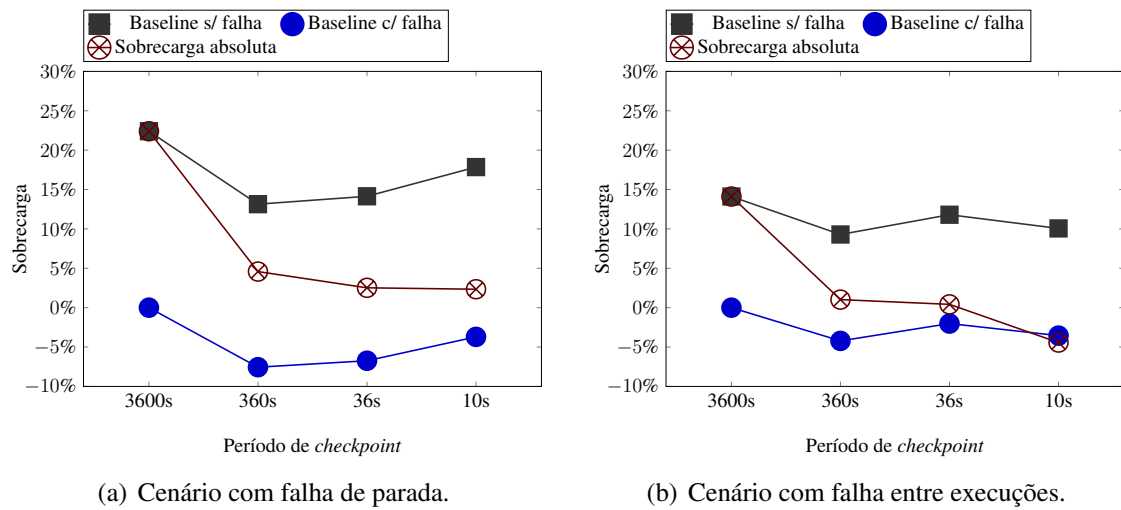 Baseline s/ falha
Baseline c/ falha
Sobrecarga absoluta
30%
25%
20%
15%
10%
5%
0%
−5%
−10%
Sobrecarga
3600s
360s
36s
10s
Período de checkpoint
(a) Cenário com falha de parada.
Baseline s/ falha
Baseline c/ falha
Sobrecarga absoluta
30%
25%
20%
15%
10%
5%
0%
−5%
−10%
Sobrecarga
3600s
360s
36s
10s
Período de checkpoint
(b) Cenário com falha entre execuções.